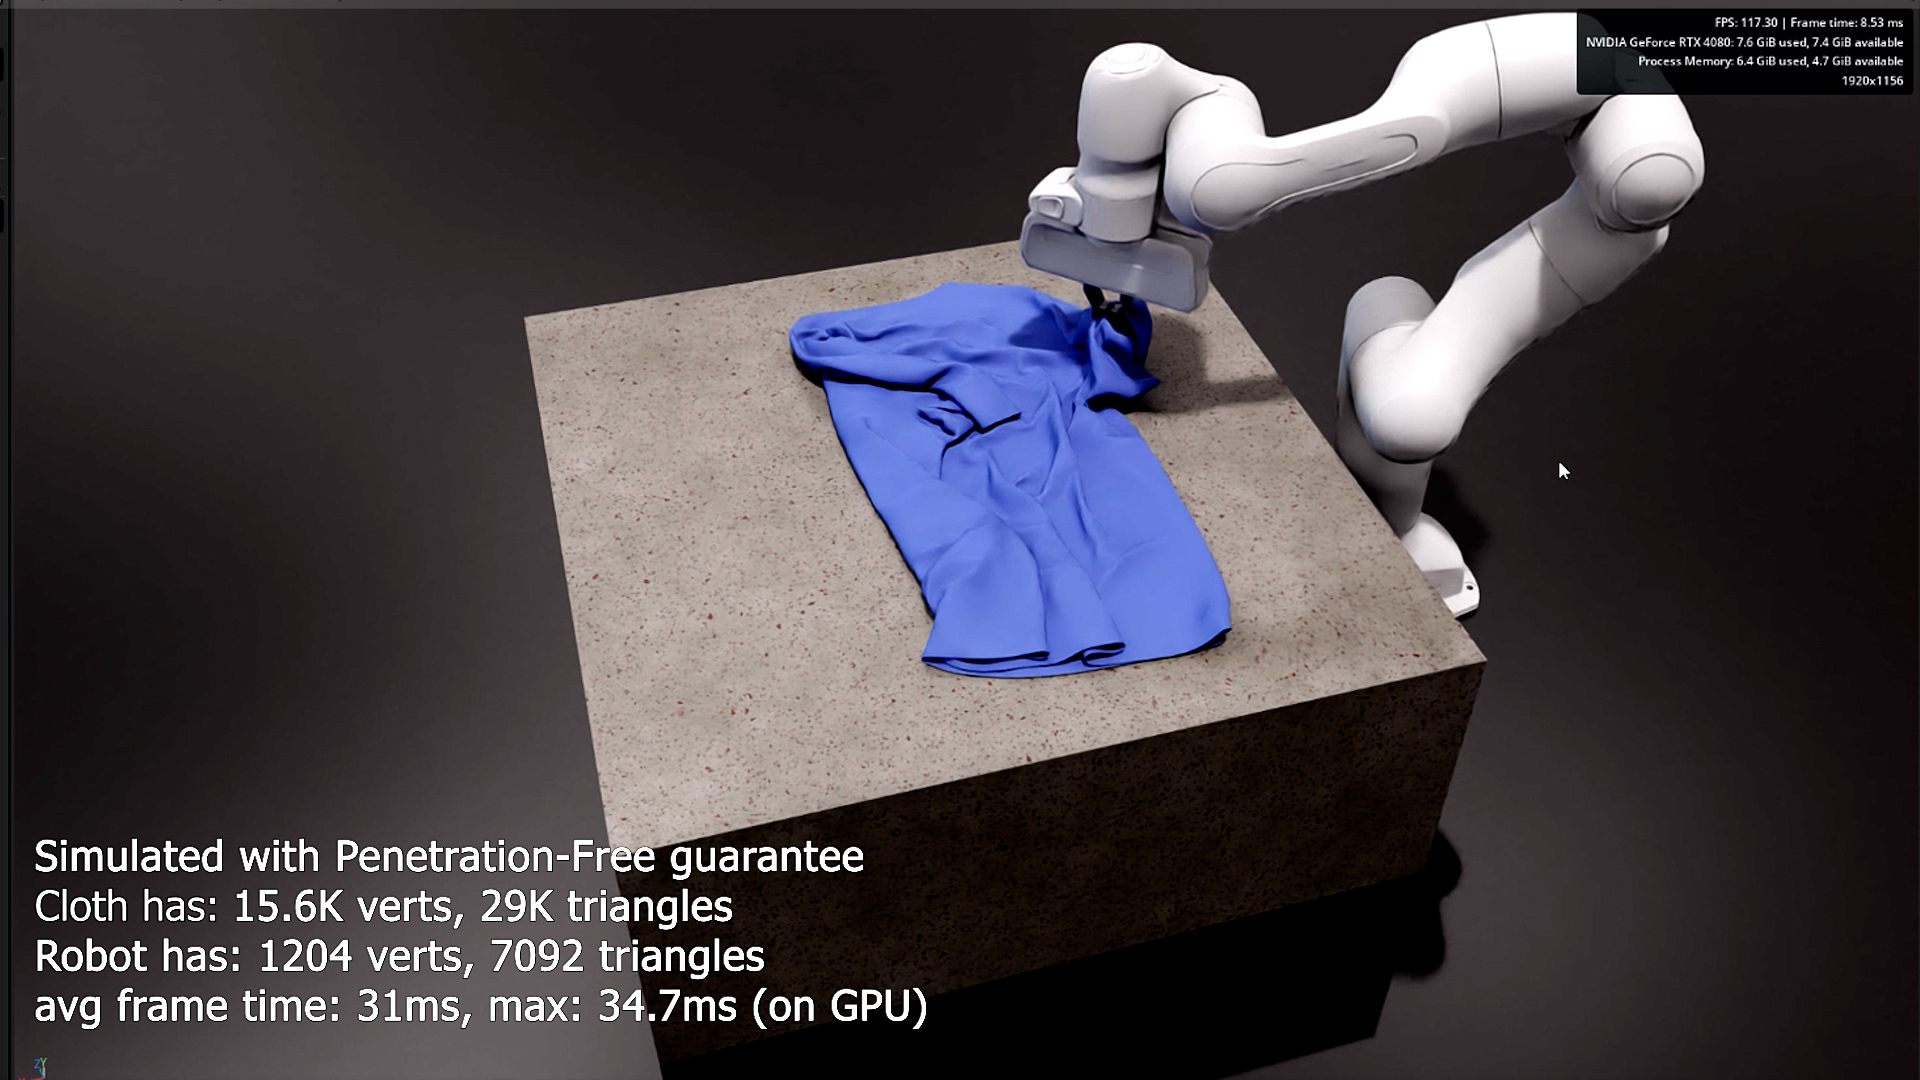 FPS: 117.30 | Frame time: 8.53 ms
NVIDIA GeForce RTX 4080: 7.6 GiB used, 7.4 GiB available
Process Memory: 6.4 GiB used, 4.7 GiB available
1920x1156
Simulated with Penetration-Free guarantee
Cloth has: 15.6K verts, 29K triangles
Robot has: 1204 verts, 7092 triangles
avg frame time: 31ms, max: 34.7ms (on GPU)
ZY